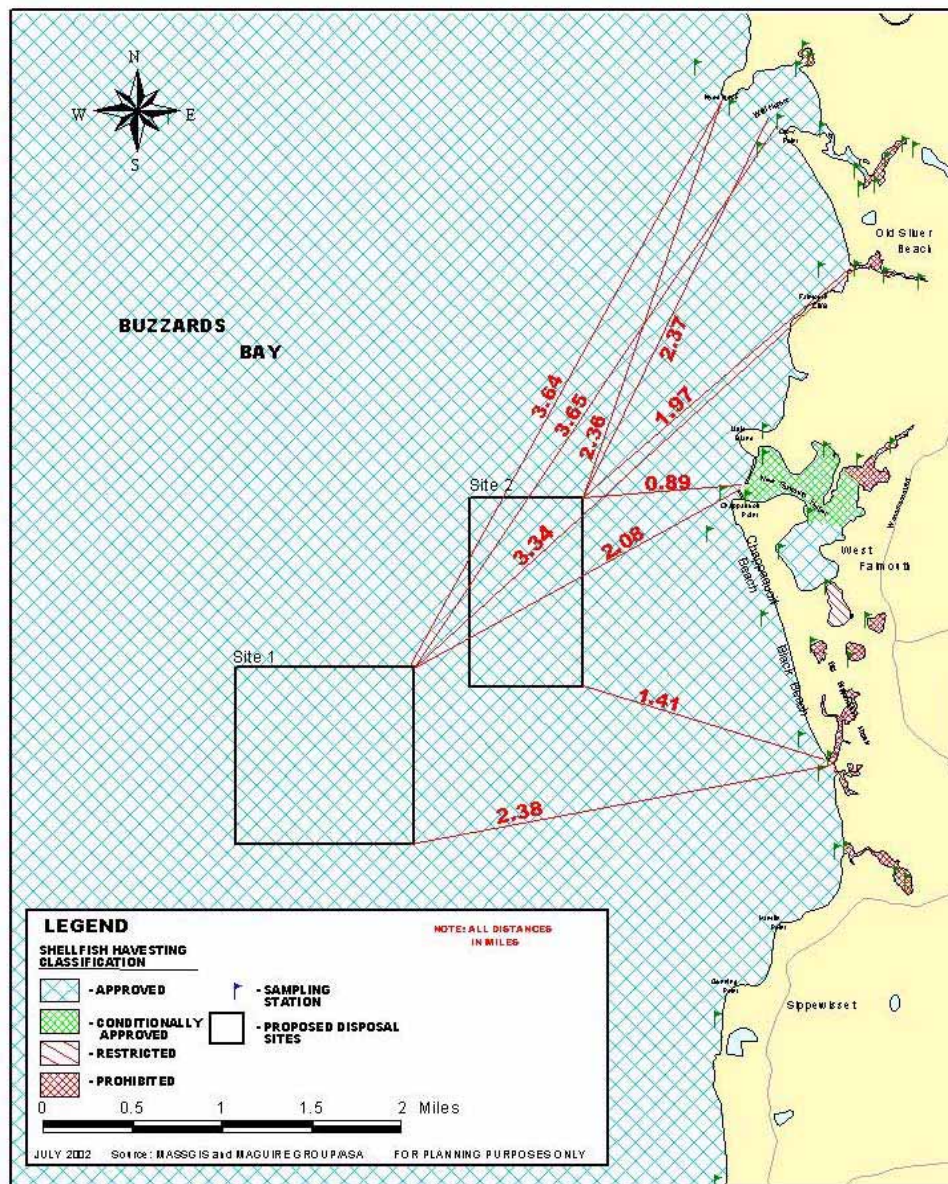 N
W E
S
Old Silver
Beach
BUZZARDS
BAY
2.37
3.64
3.65
2.36
1.97
0.89
Site 2
3.34
2.08
Chappaquoit
Point
Chappaquoit
Beach
West
Falmouth
Black Beach
Site 1
1.41
2.38
LEGEND
NOTE: ALL DISTANCES
IN MILES
SHELLFISH HAVESTING
CLASSIFICATION
- APPROVED
- SAMPLING
STATION
- CONDITIONALLY
APPROVED
- PROPOSED DISPOSAL
SITES
- RESTRICTED
- PROHIBITED
0 0.5 1 1.5 2 Miles
JULY 2002 Source: MASSGIS and MAGUIRE GROUP/ASA FOR PLANNING PURPOSES ONLY
Sippewisset